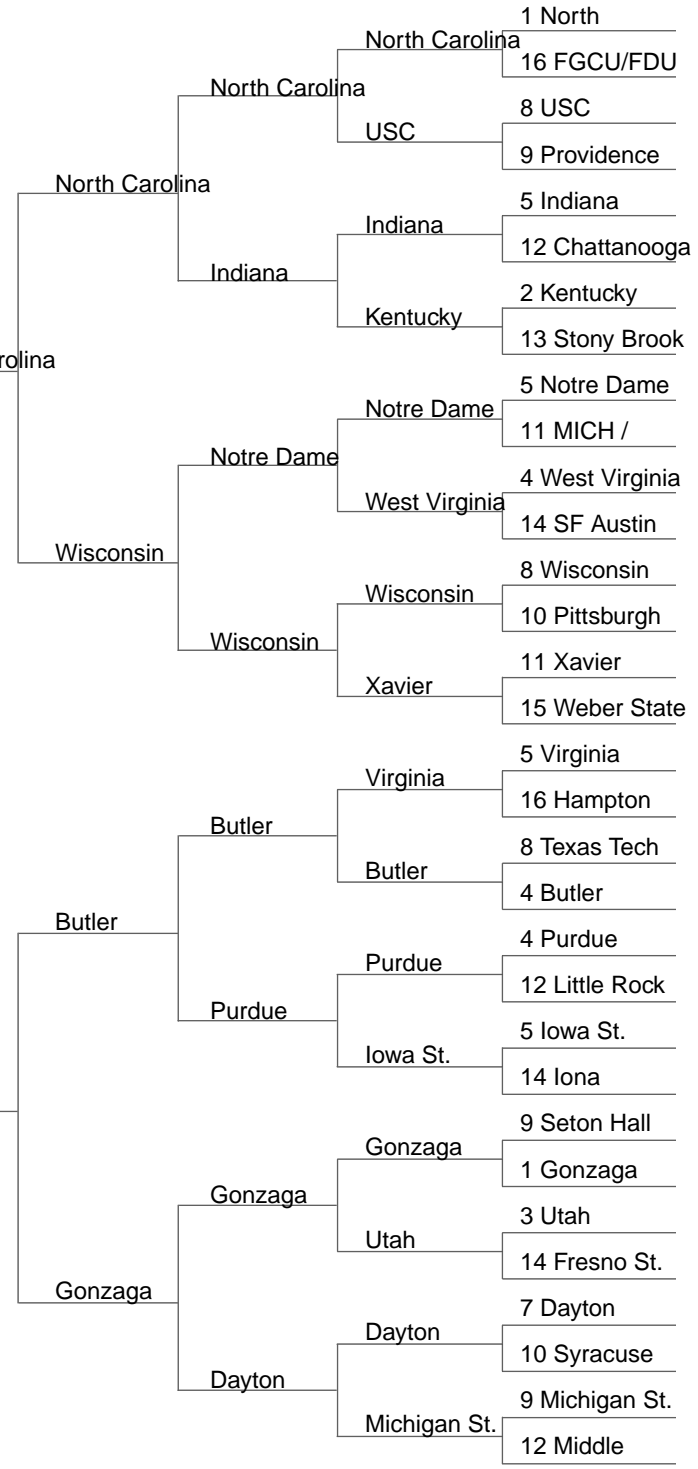 1 North
North Carolina
16 FGCU/FDU
North Carolina
8 USC
USC
9 Providence
North Carolina
5 Indiana
Indiana
12 Chattanooga
Indiana
2 Kentucky
Kentucky
13 Stony Brook
rolina
5 Notre Dame
Notre Dame
11 MICH /
Notre Dame
4 West Virginia
West Virginia
14 SF Austin
Wisconsin
8 Wisconsin
Wisconsin
10 Pittsburgh
Wisconsin
11 Xavier
Xavier
15 Weber State
5 Virginia
Virginia
16 Hampton
Butler
8 Texas Tech
Butler
4 Butler
Butler
4 Purdue
Purdue
12 Little Rock
Purdue
5 Iowa St.
Iowa St.
14 Iona
9 Seton Hall
Gonzaga
1 Gonzaga
Gonzaga
3 Utah
Utah
14 Fresno St.
Gonzaga
7 Dayton
Dayton
10 Syracuse
Dayton
9 Michigan St.
Michigan St.
12 Middle